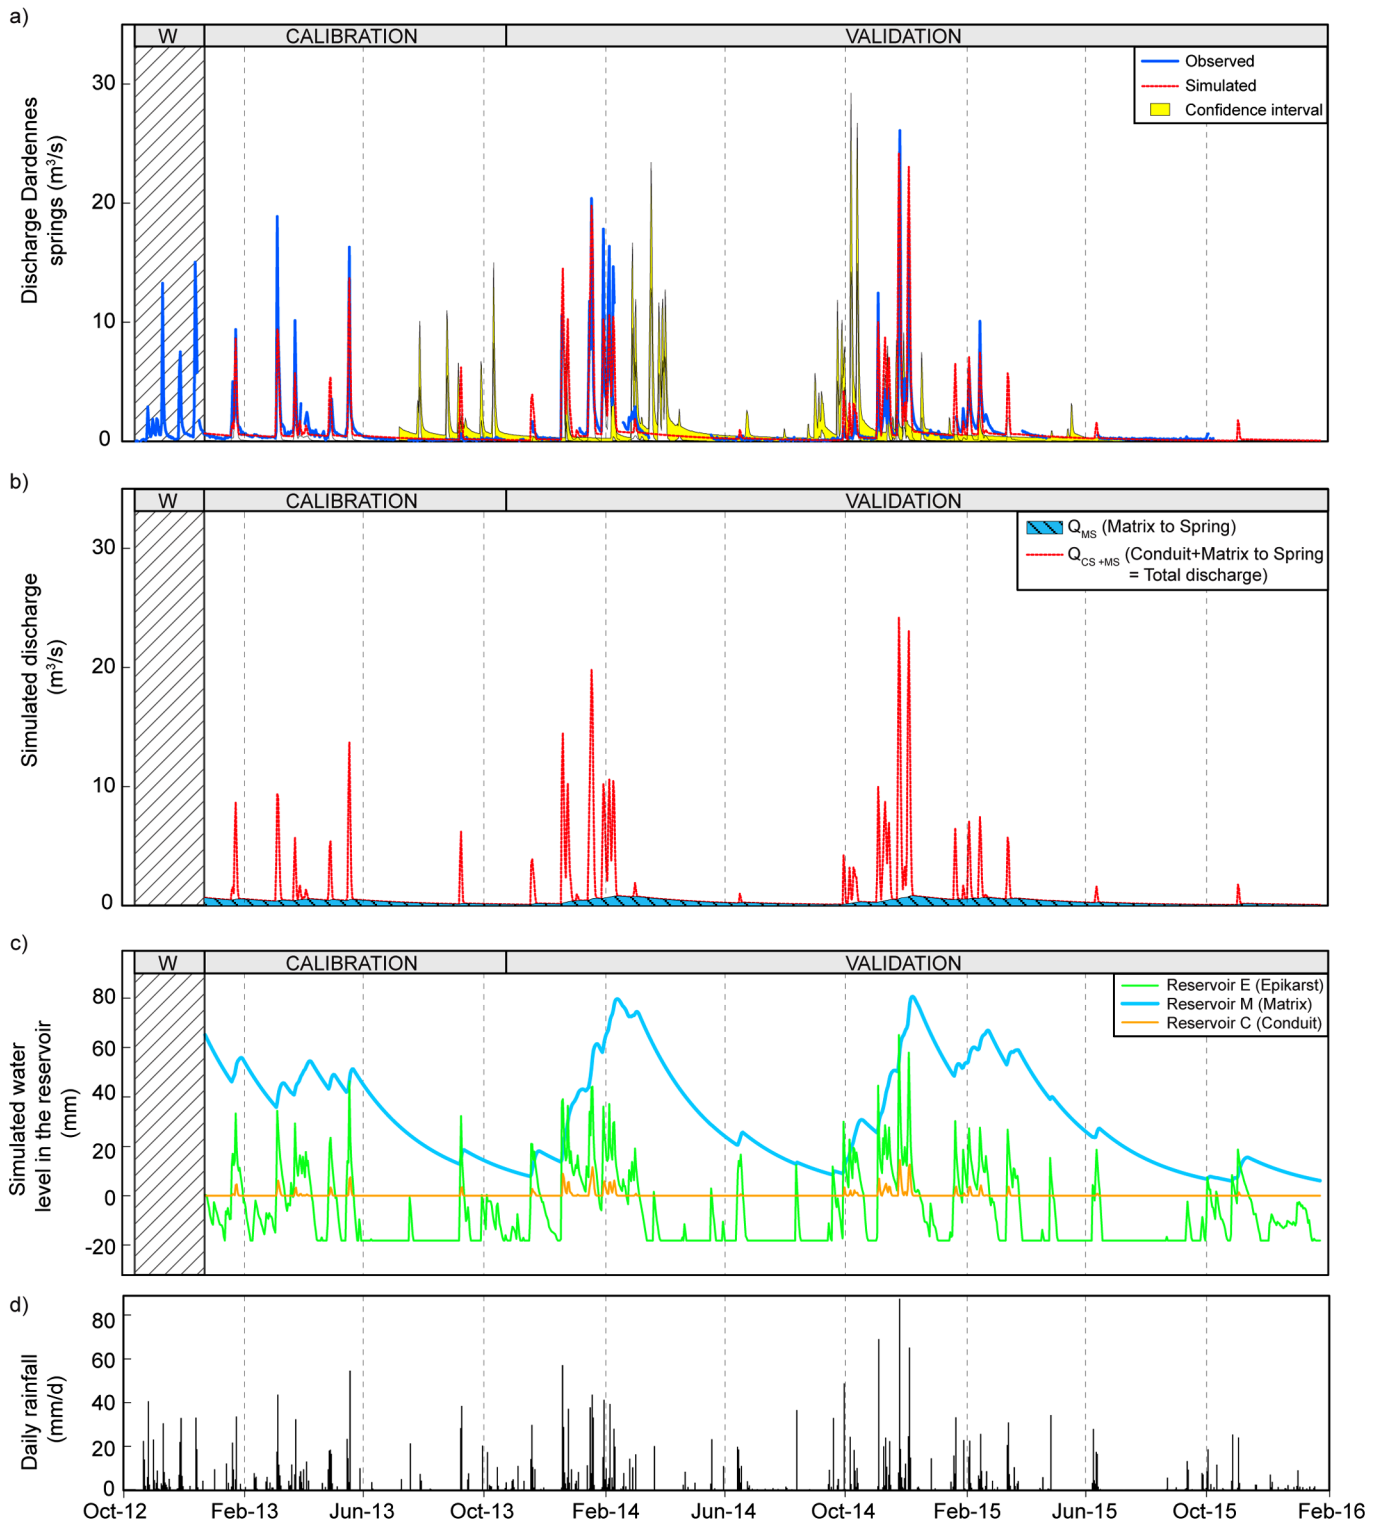 a)
W
CALIBRATION
VALIDATION
Observed
Simulated
Confidence interval
Discharge Dardennes
springs (m³/s)
30
20
10
0
b)
W
CALIBRATION
VALIDATION
Q_MS (Matrix to Spring)
Q_CS +MS (Conduit+Matrix to Spring
= Total discharge)
Simulated discharge
(m³/s)
30
20
10
0
c)
W
CALIBRATION
VALIDATION
Reservoir E (Epikarst)
Reservoir M (Matrix)
Reservoir C (Conduit)
Simulated water
level in the reservoir
(mm)
80
60
40
20
0
-20
d)
Daily rainfall
(mm/d)
80
60
40
20
0
Oct-12 Feb-13 Jun-13 Oct-13 Feb-14 Jun-14 Oct-14 Feb-15 Jun-15 Oct-15 Feb-16